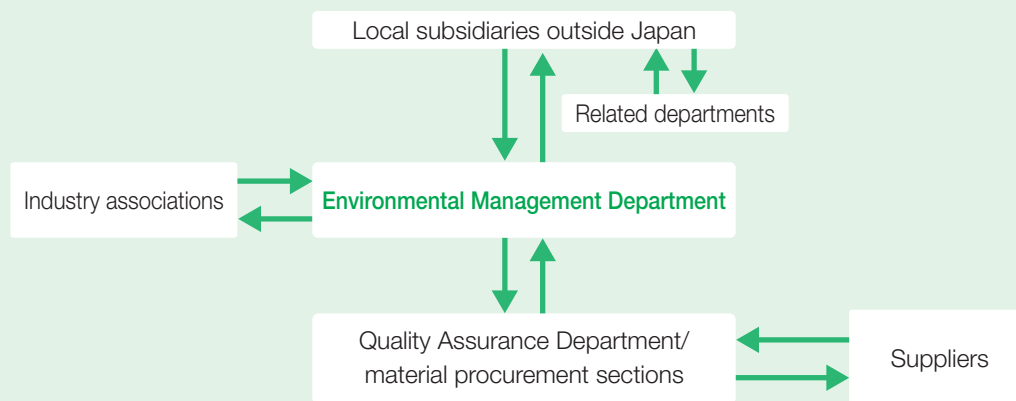 Local subsidiaries outside Japan
Related departments
Industry associations
Environmental Management Department
Quality Assurance Department/
material procurement sections
Suppliers